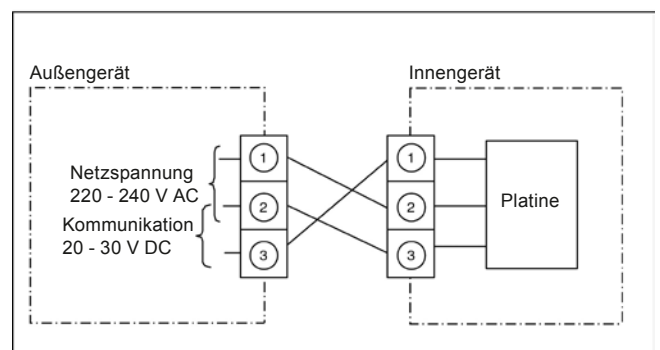 Außengerät
Innengerät
Netzspannung
220 - 240 V AC
Kommunikation
20 - 30 V DC
1
2
3
1
2
3
Platine